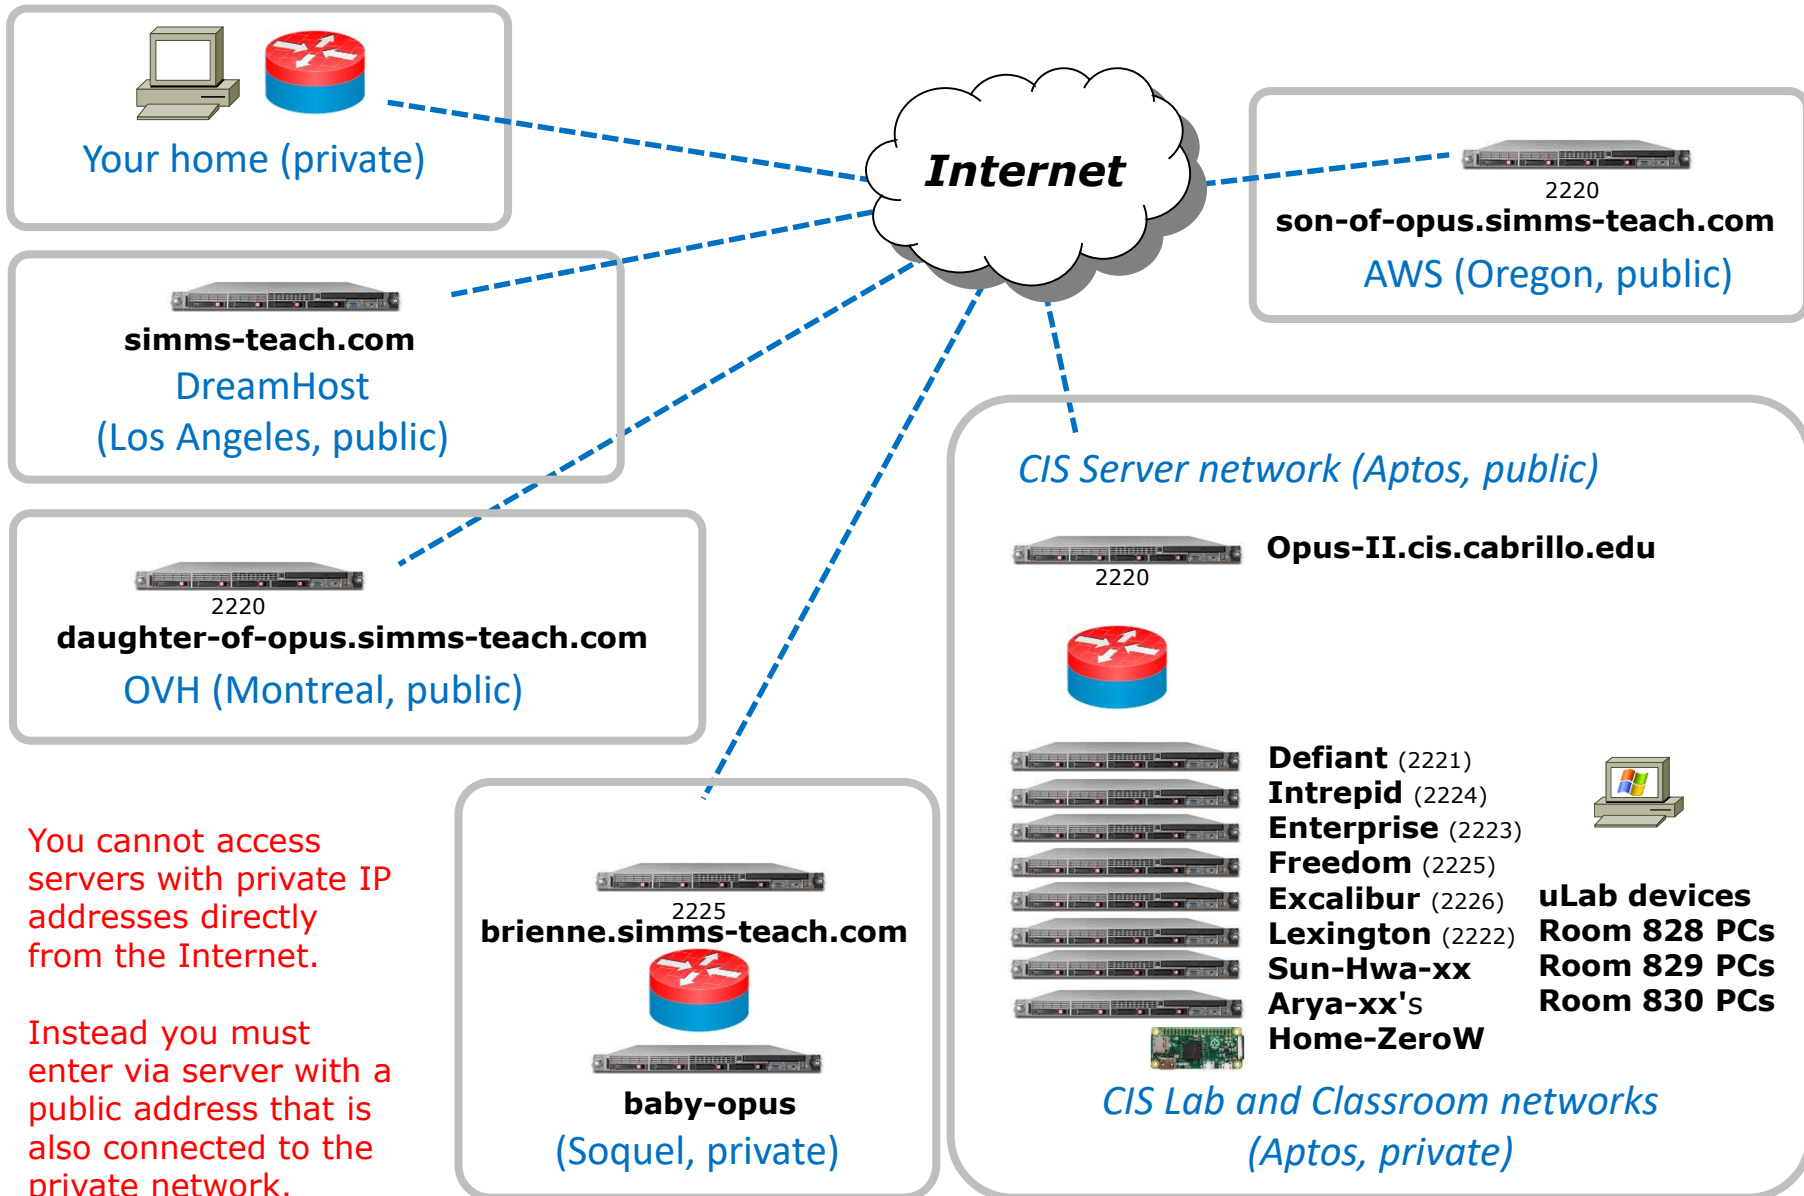 Your home (private)
Internet
2220
son-of-opus.simms-teach.com
AWS (Oregon, public)
simms-teach.com
DreamHost
(Los Angeles, public)
2220
daughter-of-opus.simms-teach.com
OVH (Montreal, public)
CIS Server network (Aptos, public)
Opus-II.cis.cabrillo.edu
2220
Defiant (2221)
Intrepid (2224)
Enterprise (2223)
Freedom (2225)
Excalibur (2226)
Lexington (2222)
Sun-Hwa-xx
Arya-xx's
Home-ZeroW
uLab devices
Room 828 PCs
Room 829 PCs
Room 830 PCs
CIS Lab and Classroom networks
(Aptos, private)
2225
brienne.simms-teach.com
baby-opus
(Soquel, private)
You cannot access
servers with private IP
addresses directly
from the Internet.
Instead you must
enter via server with a
public address that is
also connected to the
private network.